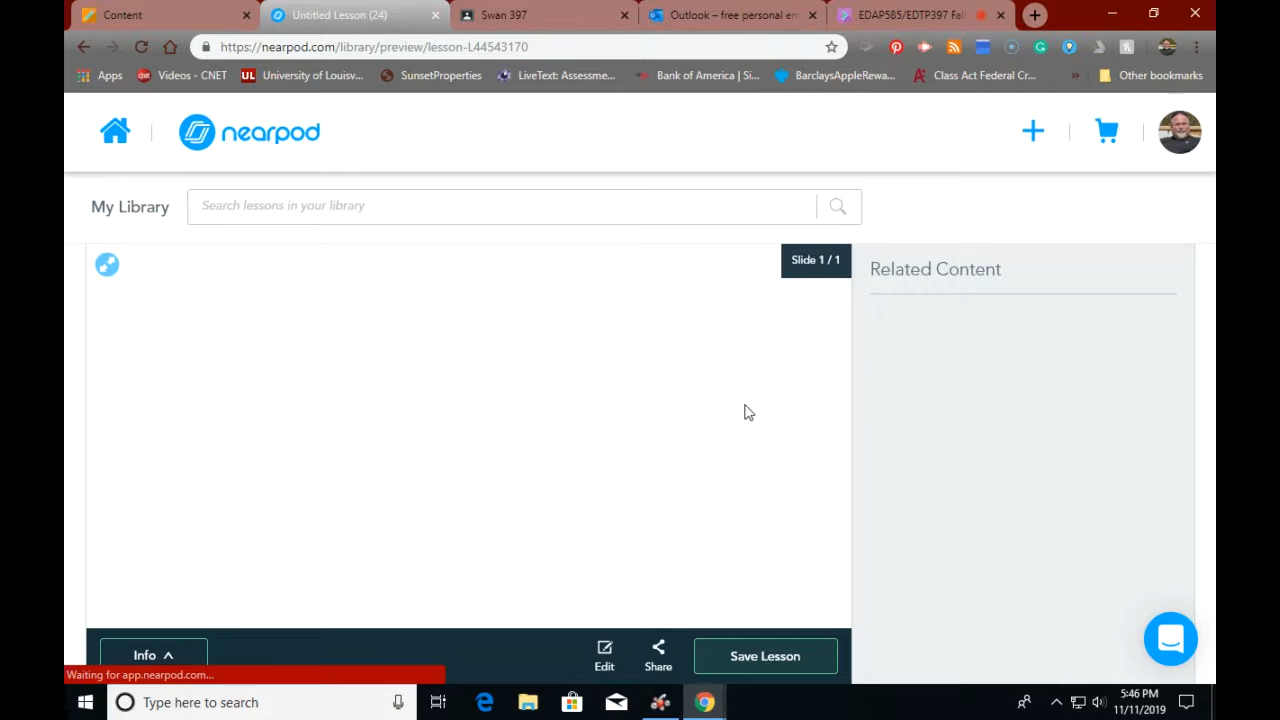 Content
Untitled Lesson (24)
Swan 397
Outlook – free personal em
EDAP585/EDTP397 Fall
https://nearpod.com/library/preview/lesson-L44543170
Apps
Videos - CNET
UL University of Louisv...
SunsetProperties
LiveText: Assessme...
Bank of America | Si...
BarclaysAppleRewa...
Class Act Federal Cr...
»
Other bookmarks
nearpod
My Library
Search lessons in your library
Slide 1 / 1
Related Content
Info
Edit
Share
Save Lesson
Waiting for app.nearpod.com...
Type here to search
5:46 PM
11/11/2019